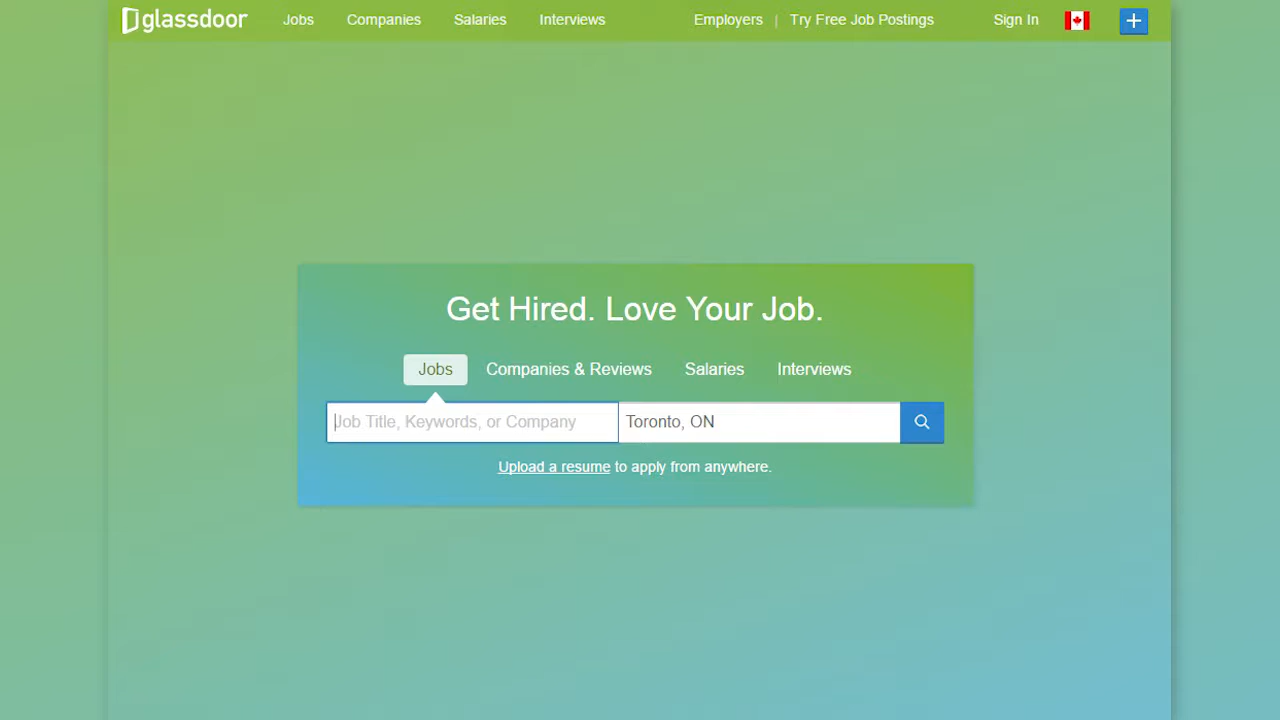 glassdoor Jobs Companies Salaries Interviews Employers | Try Free Job Postings Sign In
Get Hired. Love Your Job.
Jobs Companies & Reviews Salaries Interviews
Job Title, Keywords, or Company Toronto, ON
Upload a resume to apply from anywhere.